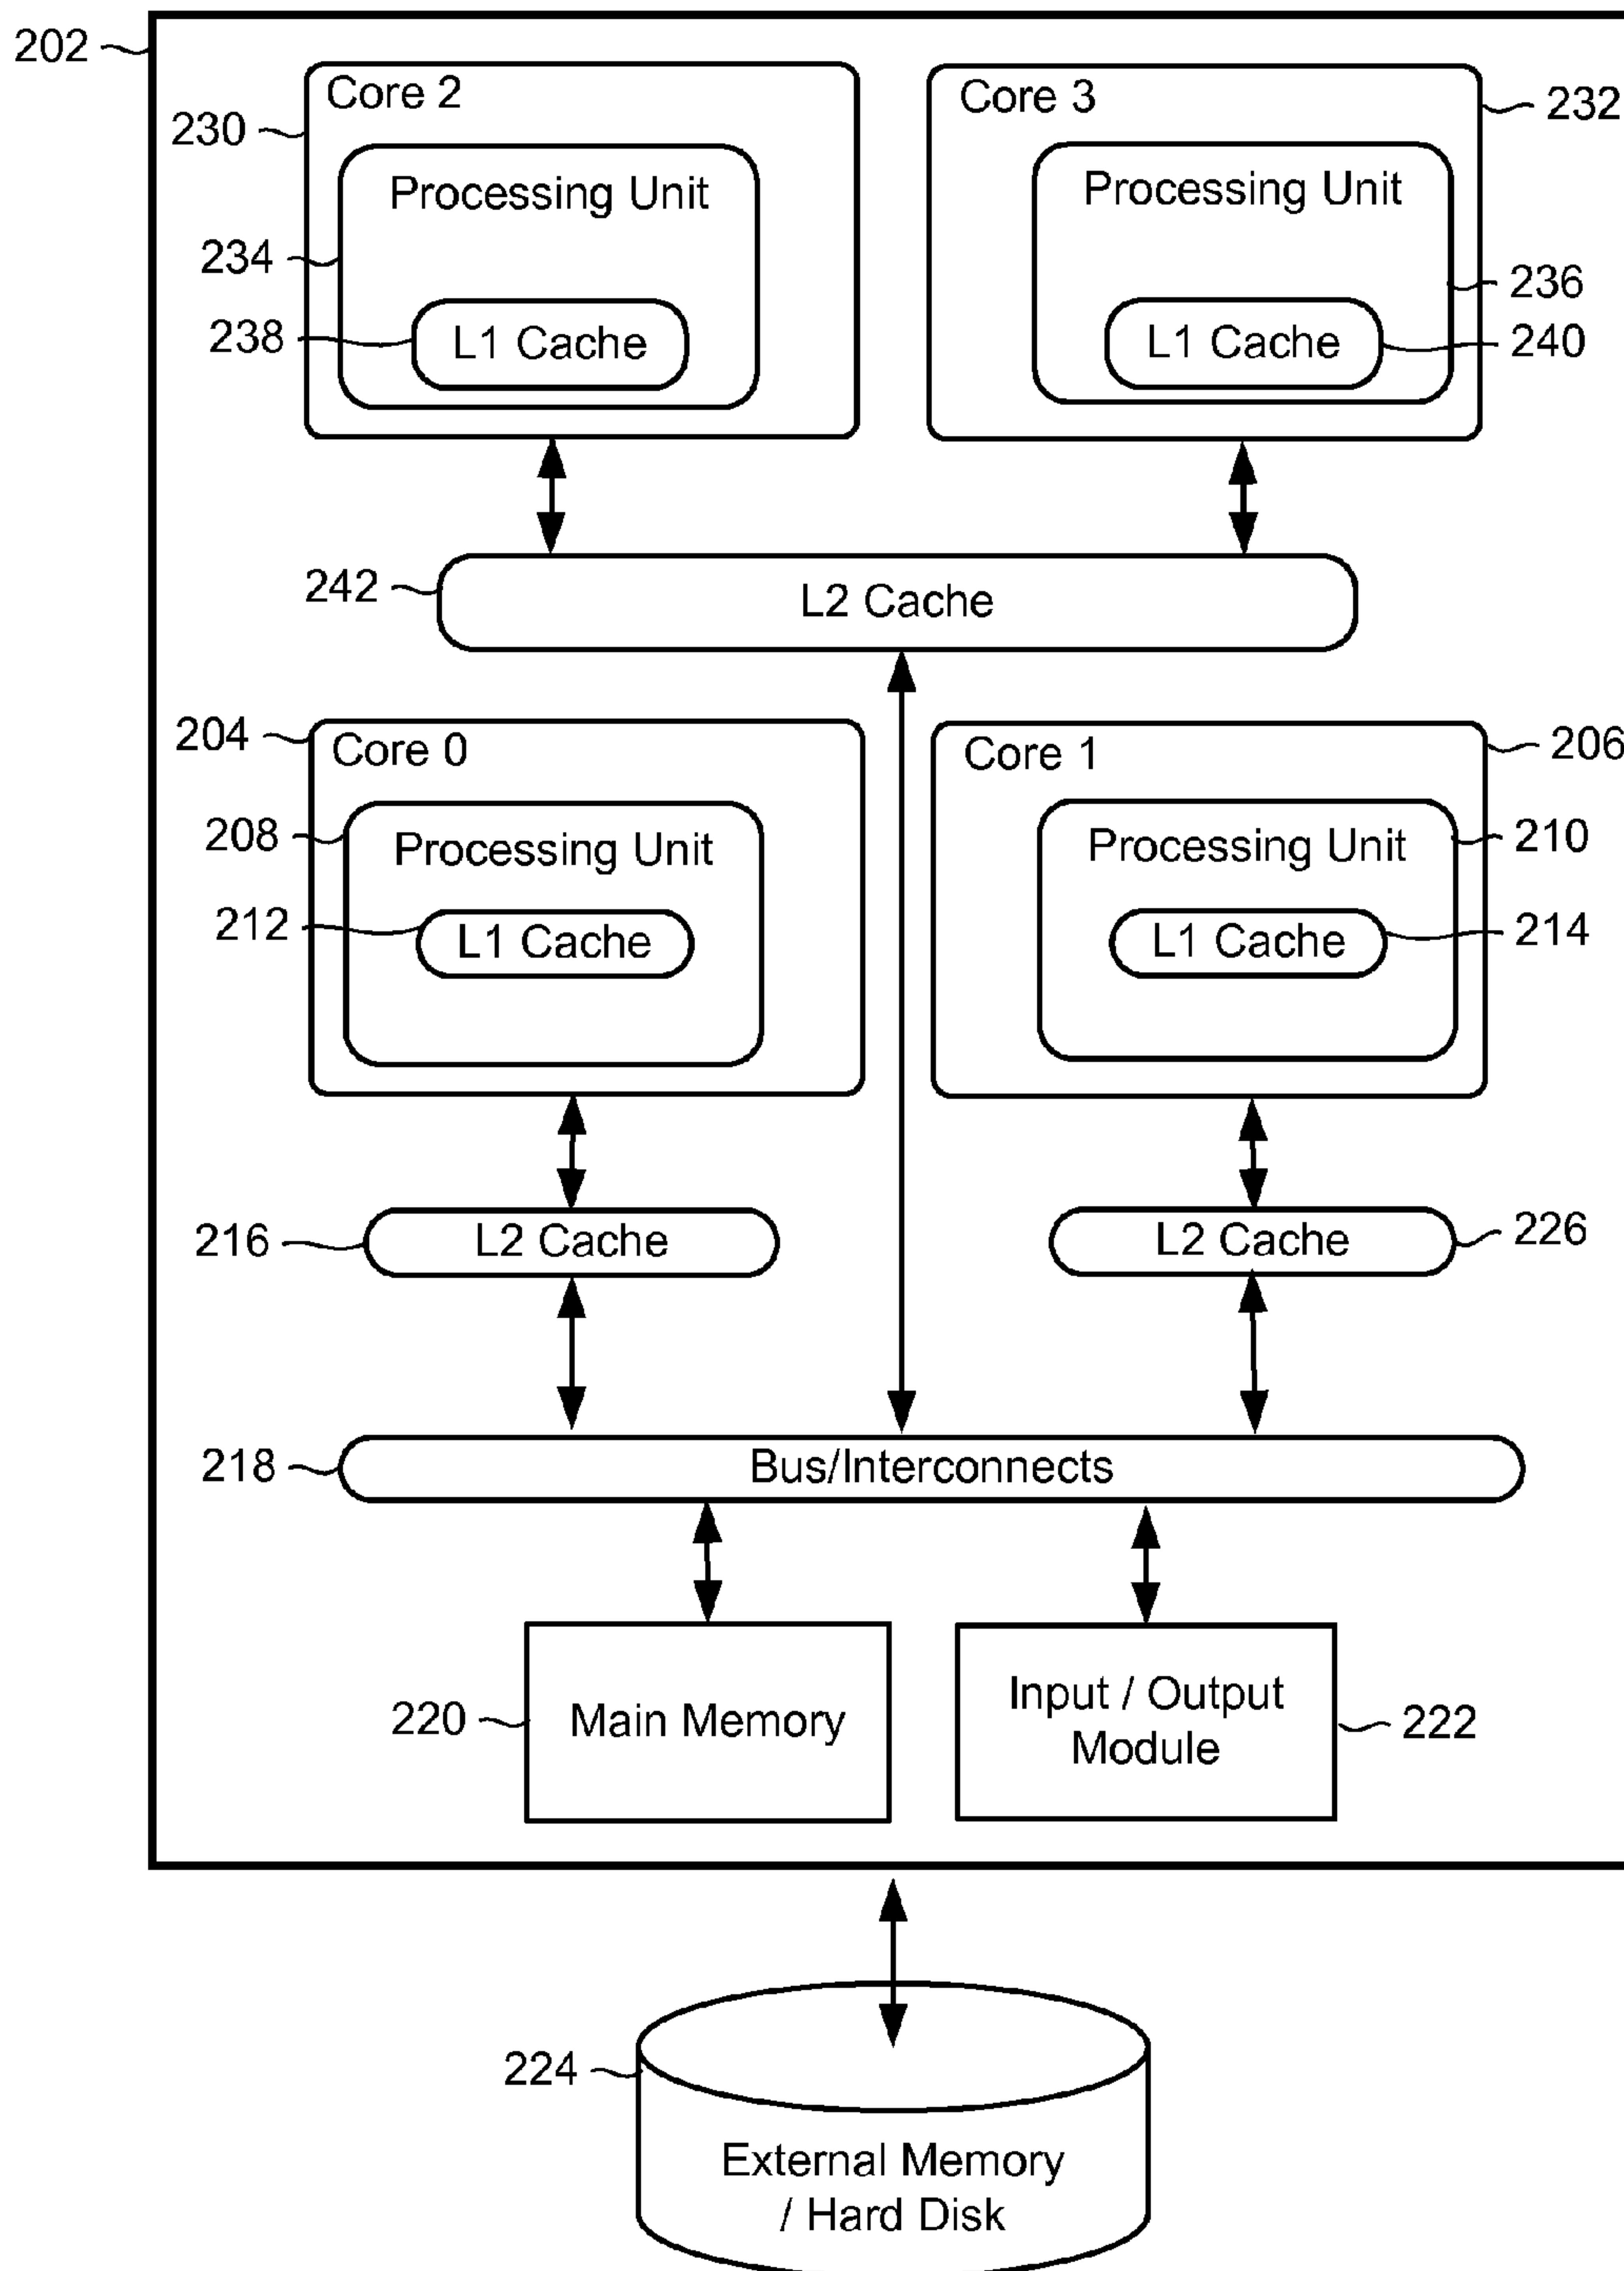 202
Core 2
Core 3
230
232
Processing Unit
Processing Unit
234
236
238
L1 Cache
L1 Cache
240
242
L2 Cache
204
Core 0
Core 1
206
208
Processing Unit
Processing Unit
210
212
L1 Cache
L1 Cache
214
216
L2 Cache
L2 Cache
226
218
Bus/Interconnects
220
Main Memory
Input / Output
Module
222
224
External Memory
/ Hard Disk